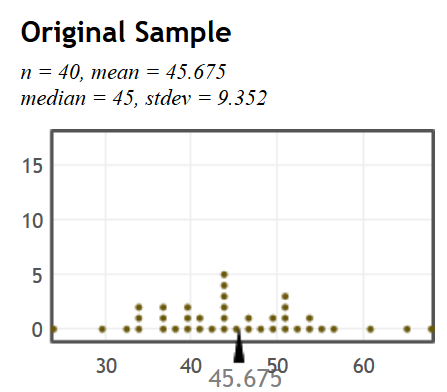 Original Sample
n = 40, mean = 45.675
median = 45, stdev = 9.352
15
10
5
0
30 40 50 60
45.675